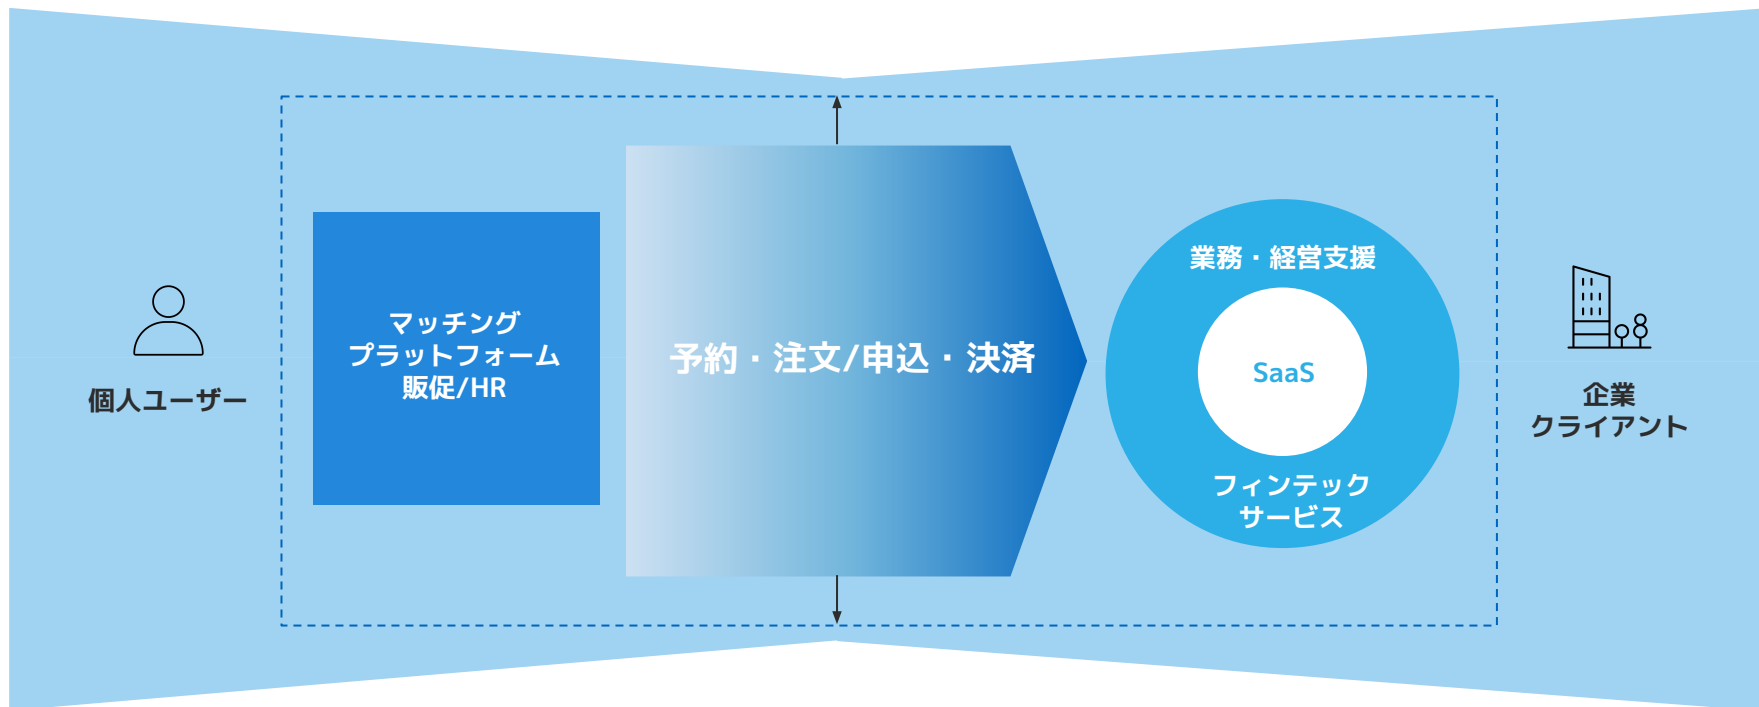 個人ユーザー
マッチング
プラットフォーム
販促/HR
予約・注文/申込・決済
業務・経営支援
SaaS
フィンテック
サービス
企業
クライアント